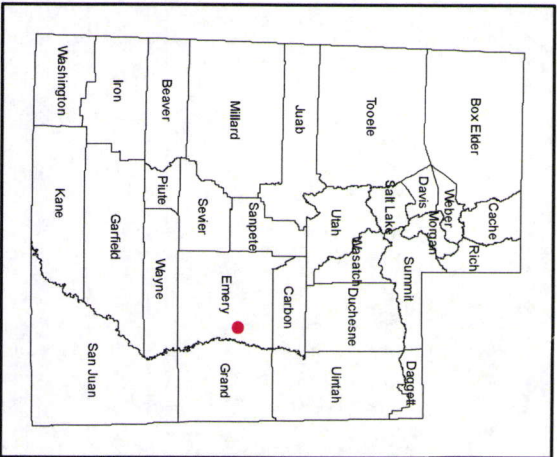 Box Elder
Cache
Rich
Weber
Morgan
Davis
Summit
Daggett
Tooele
Salt Lake
Wasatch
Duchesne
Uintah
Utah
Juab
Carbon
Millard
Sanpete
Sevier
Emery
Grand
Beaver
Piute
Wayne
Iron
Garfield
San Juan
Washington
Kane